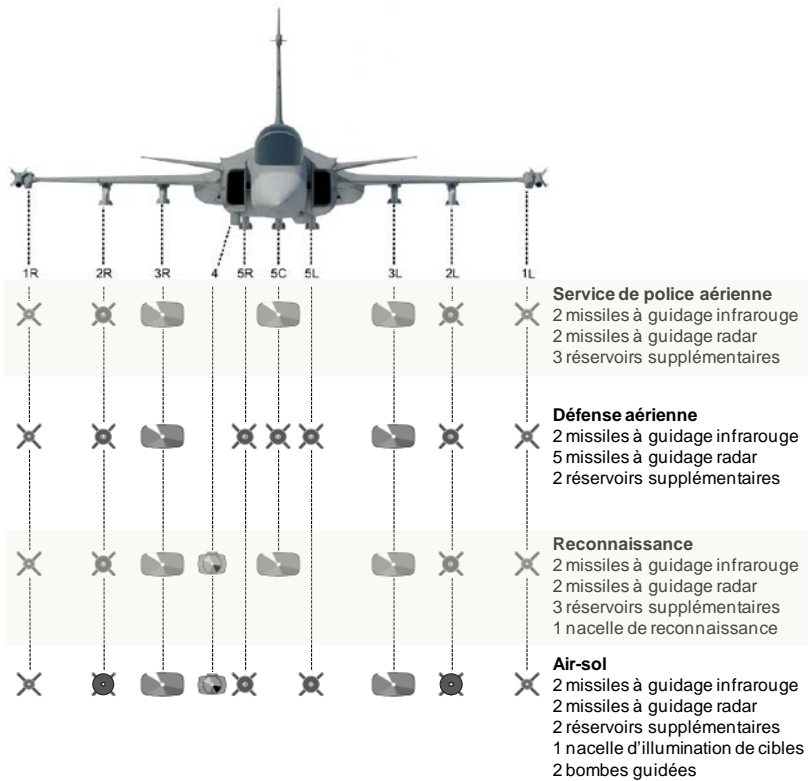 1R 2R 3R 4 5R 5C 5L 3L 2L 1L
Service de police aérienne
2 missiles à guidage infrarouge
2 missiles à guidage radar
3 réservoirs supplémentaires
Défense aérienne
2 missiles à guidage infrarouge
5 missiles à guidage radar
2 réservoirs supplémentaires
Reconnaissance
2 missiles à guidage infrarouge
2 missiles à guidage radar
3 réservoirs supplémentaires
1 nacelle de reconnaissance
Air-sol
2 missiles à guidage infrarouge
2 missiles à guidage radar
2 réservoirs supplémentaires
1 nacelle d'illumination de cibles
2 bombes guidées